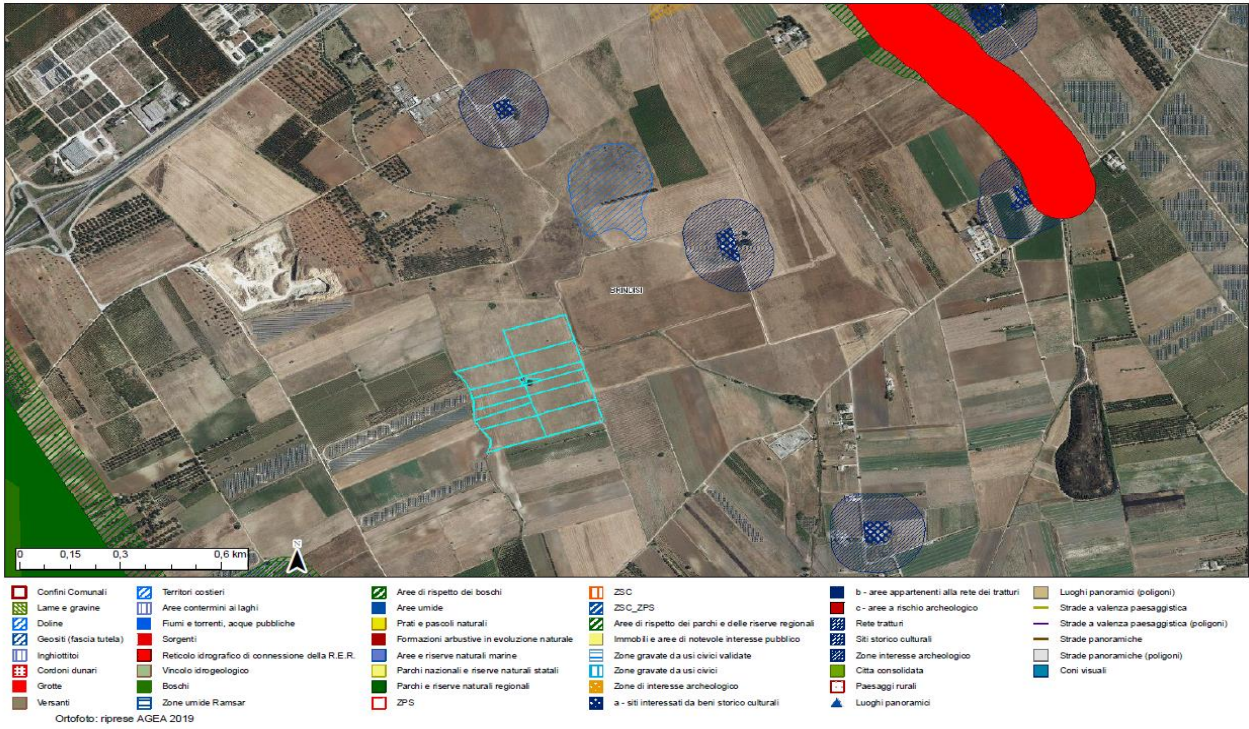 BRINDISI
0 0,15 0,3 0,6 km
N
Confini Comunali
Lame e gravine
Doline
Geositi (fascia tutela)
Inghiottitoi
Cordoni dunari
Grotte
Versanti
Territori costieri
Aree contermini ai laghi
Fiumi e torrenti, acque pubbliche
Sorgenti
Reticolo idrografico di connessione della R.E.R.
Vincolo idrogeologico
Boschi
Zone umide Ramsar
Aree di rispetto dei boschi
Aree umide
Prati e pascoli naturali
Formazioni arbustive in evoluzione naturale
Aree e riserve naturali marine
Parchi nazionali e riserve naturali statali
Parchi e riserve naturali regionali
ZPS
ZSC
ZSC_ZPS
Aree di rispetto dei parchi e delle riserve regionali
Immobili e aree di notevole interesse pubblico
Zone gravate da usi civici validate
Zone gravate da usi civici
Zone di interesse archeologico
a - siti interessati da beni storico culturali
b - aree appartenenti alla rete dei tratturi
c - aree a rischio archeologico
Rete tratturi
Siti storico culturali
Zone interesse archeologico
Citta consolidata
Paesaggi rurali
Luoghi panoramici
Luoghi panoramici (poligoni)
Strade a valenza paesaggistica
Strade a valenza paesaggistica (poligoni)
Strade panoramiche
Strade panoramiche (poligoni)
Coni visuali
Ortofoto: riprese AGEA 2019